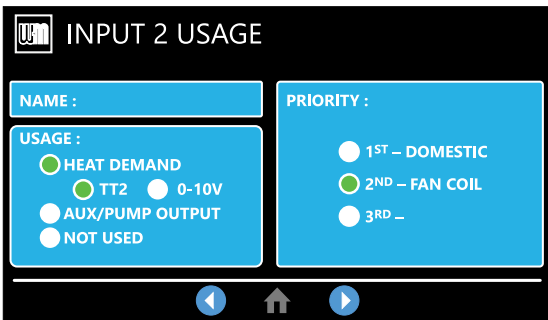 WM INPUT 2 USAGE
NAME :
USAGE :
HEAT DEMAND
TT2 0-10V
AUX/PUMP OUTPUT
NOT USED
PRIORITY :
1ST – DOMESTIC
2ND – FAN COIL
3RD –